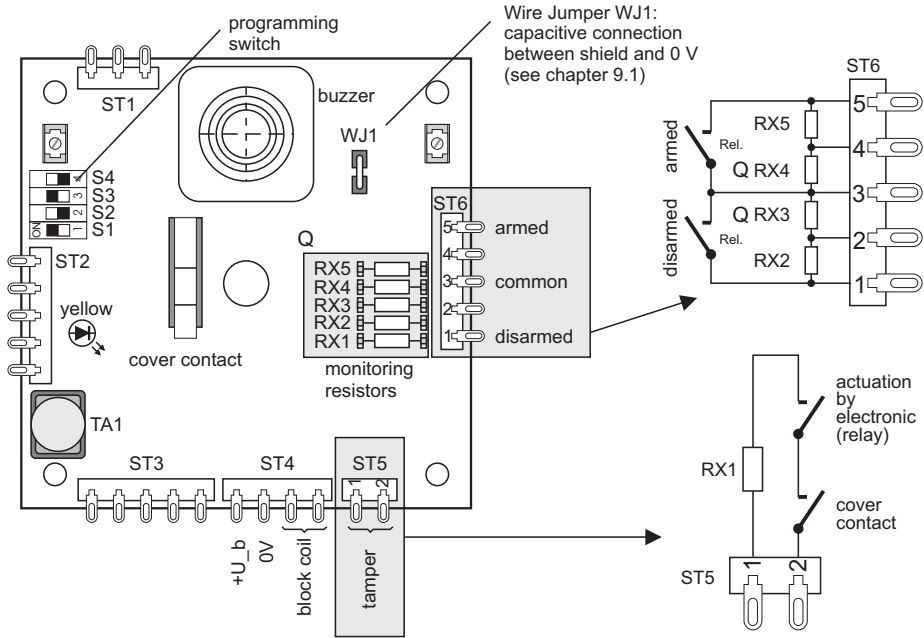 programming
switch
Wire Jumper WJ1:
capacitive connection
between shield and 0 V
(see chapter 9.1)
ST1
buzzer
WJ1
S4
S3
S2
S1
4
3
2
1
ON
ST2
yellow
cover contact
TA1
Q
RX5
RX4
RX3
RX2
RX1
monitoring
resistors
ST6
5 armed
4
3 common
2
1 disarmed
ST3
ST4
ST5
1 2
+U_b
0V
block coil
tamper
ST6
armed
disarmed
Rel.
Rel.
RX5
Q RX4
Q RX3
RX2
5
4
3
2
1
actuation
by
electronic
(relay)
RX1
cover
contact
ST5
1 2